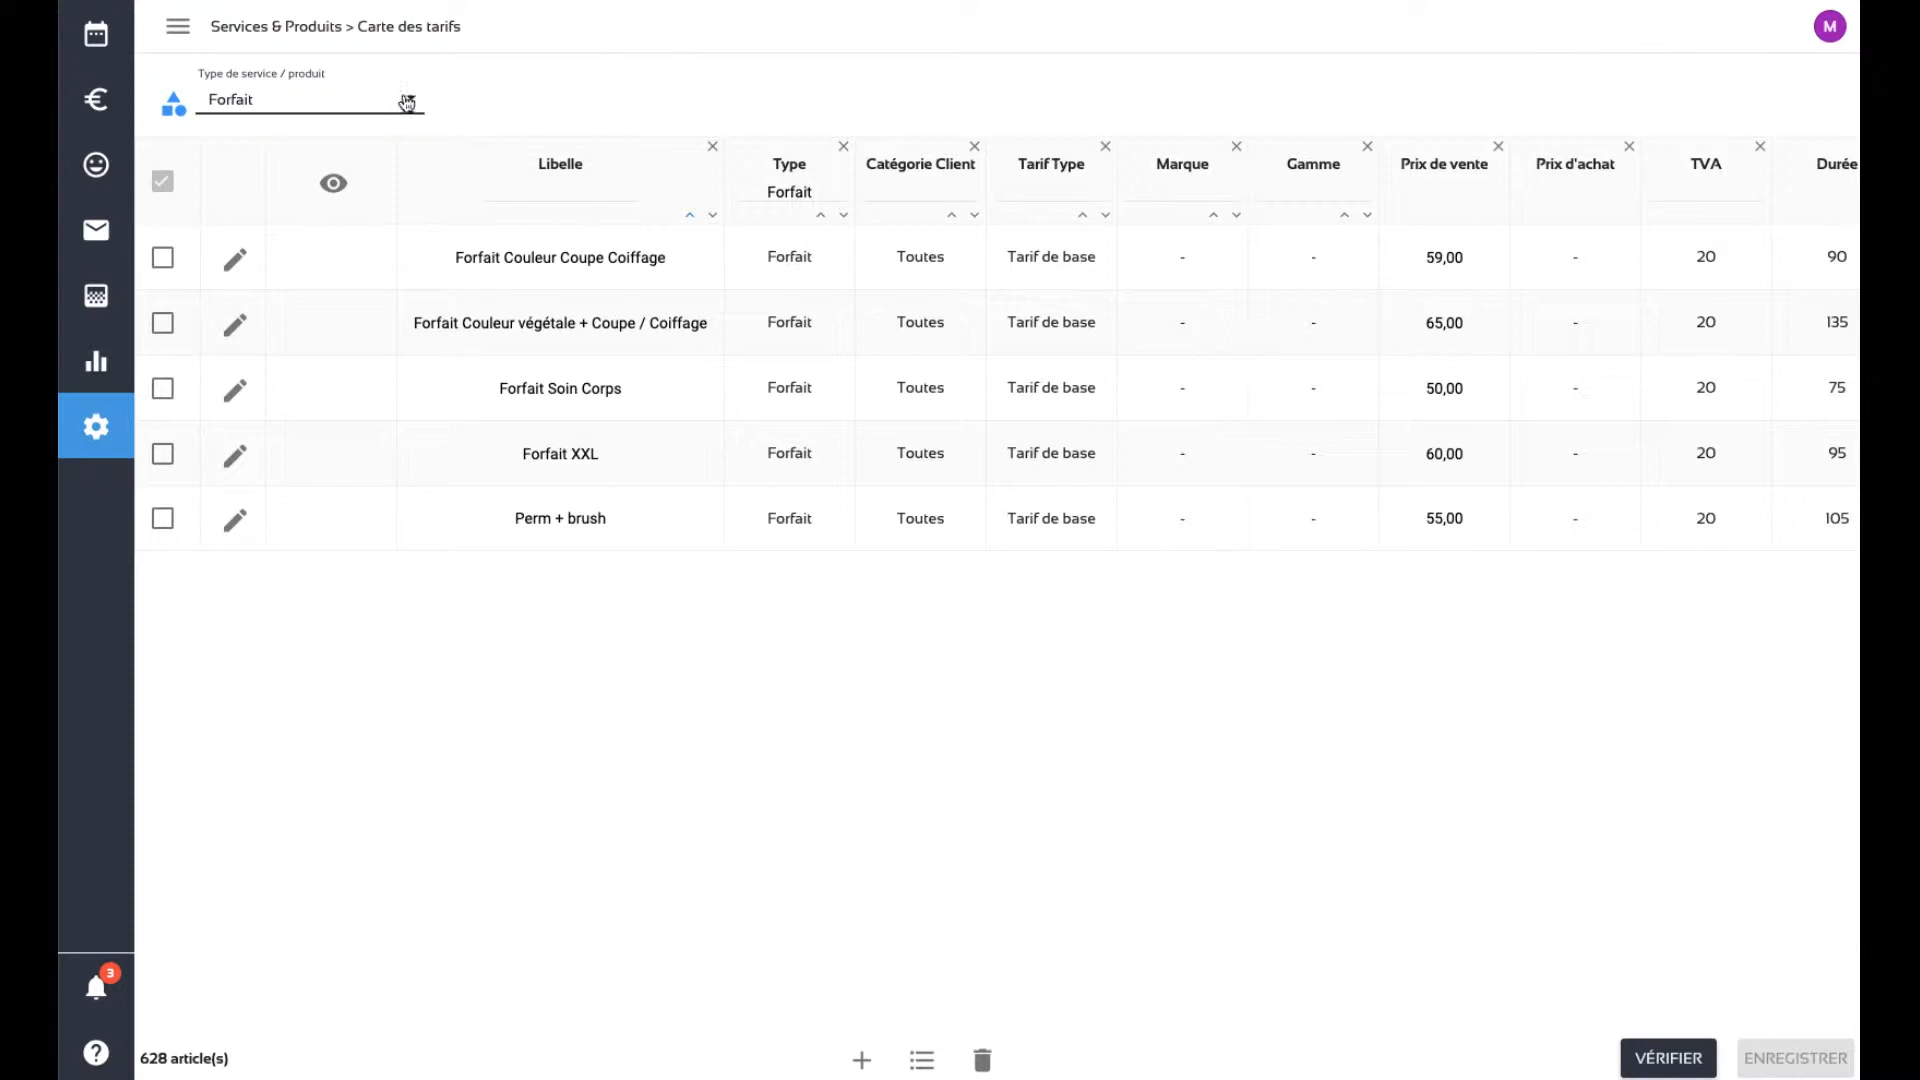 Services & Produits > Carte des tarifs
M
Type de service / produit
Forfait
Libelle Type Catégorie Client Tarif Type Marque Gamme Prix de vente Prix d'achat TVA Durée
Forfait
Forfait Couleur Coupe Coiffage Forfait Toutes Tarif de base - - 59,00 - 20 90
Forfait Couleur végétale + Coupe / Coiffage Forfait Toutes Tarif de base - - 65,00 - 20 135
Forfait Soin Corps Forfait Toutes Tarif de base - - 50,00 - 20 75
Forfait XXL Forfait Toutes Tarif de base - - 60,00 - 20 95
Perm + brush Forfait Toutes Tarif de base - - 55,00 - 20 105
3
628 article(s) VÉRIFIER ENREGISTRER